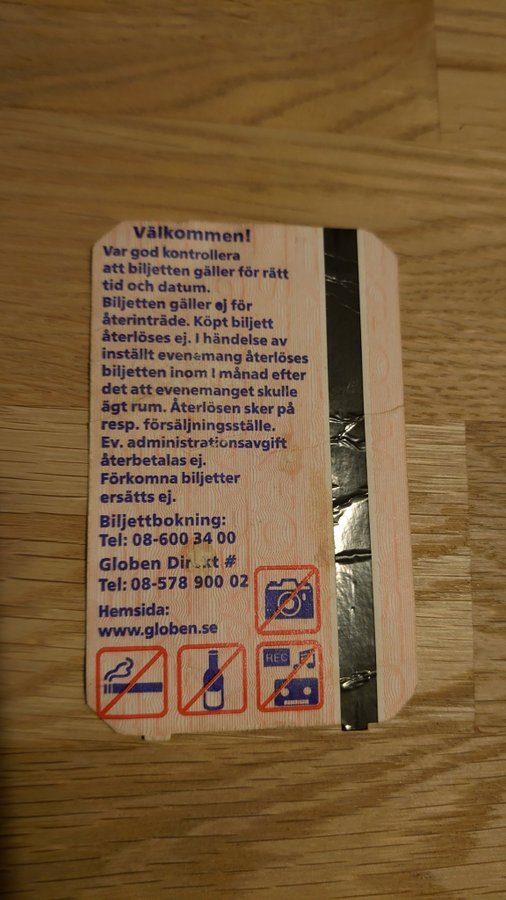 Välkommen!
Var god kontrollera
att biljetten gäller för rätt
tid och datum.
Biljetten gäller ej för
återinträde. Köpt biljett
återlöses ej. I händelse av
inställt evenemang återlöses
biljetten inom 1 månad efter
det att evenemanget skulle
ägt rum. Återlösen sker på
resp. försäljningsställe.
Ev. administrationsavgift
återbetalas ej.
Förkomna biljetter
ersätts ej.
Biljettbokning:
Tel: 08-600 34 00
Globen Direkt #
Tel: 08-578 900 02
Hemsida:
www.globen.se
REC